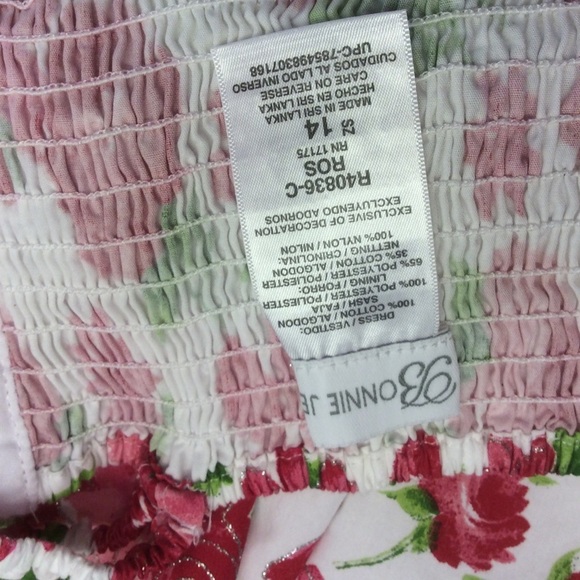 BONNIE JE
DRESS / VESTIDO:
100% COTTON / ALGODON
SASH / FAJA
100% POLYESTER / POLIESTER
LINING / FORRO:
65% POLYESTER / POLIESTER
35% COTTON / ALGODON
NETTING / CRINOLINA:
100% NYLON / NILON
EXCLUSIVE OF DECORATION
EXCLUYENDO ADORNOS
R40836-C
ROS
RN 17175
SZ 14
MADE IN SRI LANKA
HECHO EN SRI LANKA
CARE ON REVERSE
CUIDADOS AL LADO INVERSO
UPC-785498307168